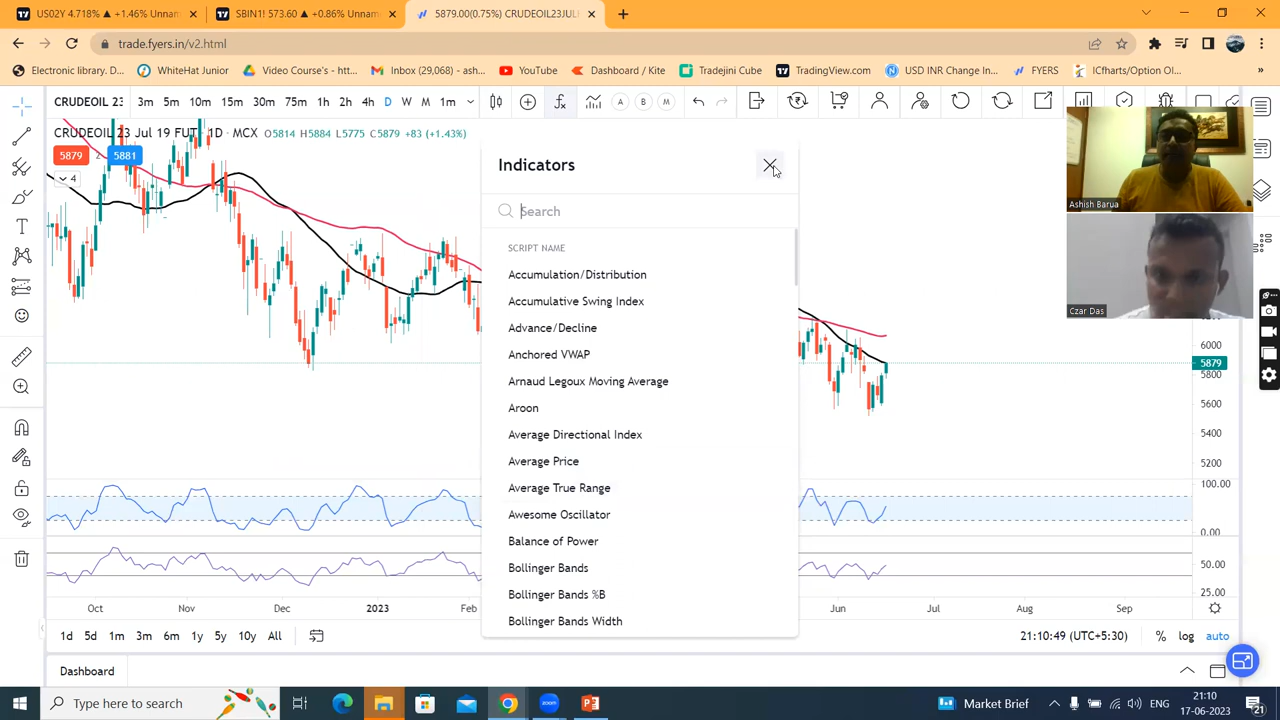 US02Y 4.718% ▲ +1.46% Unnam
SBIN1! 573.60 ▲ +0.86% Unnam
5879.00(0.75%) CRUDEOIL23JUL
trade.fyers.in/v2.html
Electronic library. D...
WhiteHat Junior
Video Course's - htt...
Inbox (29,068) - ash...
YouTube
Dashboard / Kite
Tradejini Cube
TradingView.com
USD INR Change In...
FYERS
ICfharts/Option OI...
CRUDEOIL 23 3m 5m 10m 15m 30m 75m 1h 2h 4h D W M 1m
A B M
CRUDEOIL 23 Jul 19 FUT · 1D · MCX O5814 H5884 L5775 C5879 +83 (+1.43%)
5879 2 5881
4
Indicators
Search
SCRIPT NAME
Accumulation/Distribution
Accumulative Swing Index
Advance/Decline
Anchored VWAP
Arnaud Legoux Moving Average
Aroon
Average Directional Index
Average Price
Average True Range
Awesome Oscillator
Balance of Power
Bollinger Bands
Bollinger Bands %B
Bollinger Bands Width
Ashish Barua
Czar Das
6000
5879
5800
5600
5400
5200
100.00
0.00
50.00
25.00
Oct Nov Dec 2023 Feb Jun Jul Aug Sep
1d 5d 1m 3m 6m 1y 5y 10y All
21:10:49 (UTC+5:30) % log auto
Dashboard
Type here to search
zoom
Market Brief
ENG
21:10
17-06-2023
21